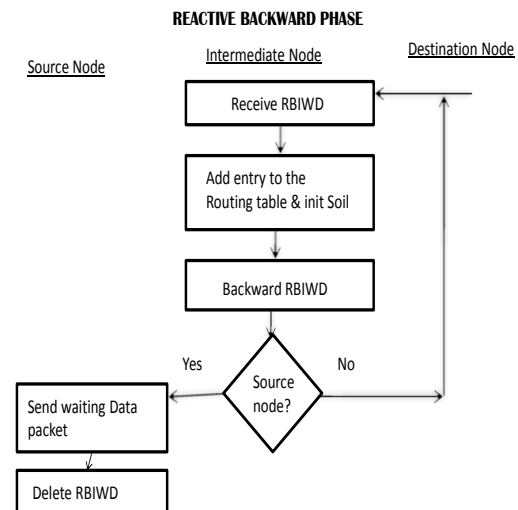 REACTIVE BACKWARD PHASE
Source Node
Intermediate Node
Destination Node
Receive RBIWD
Add entry to the
Routing table & init Soil
Backward RBIWD
Yes
Source
node?
No
Send waiting Data
packet
Delete RBIWD